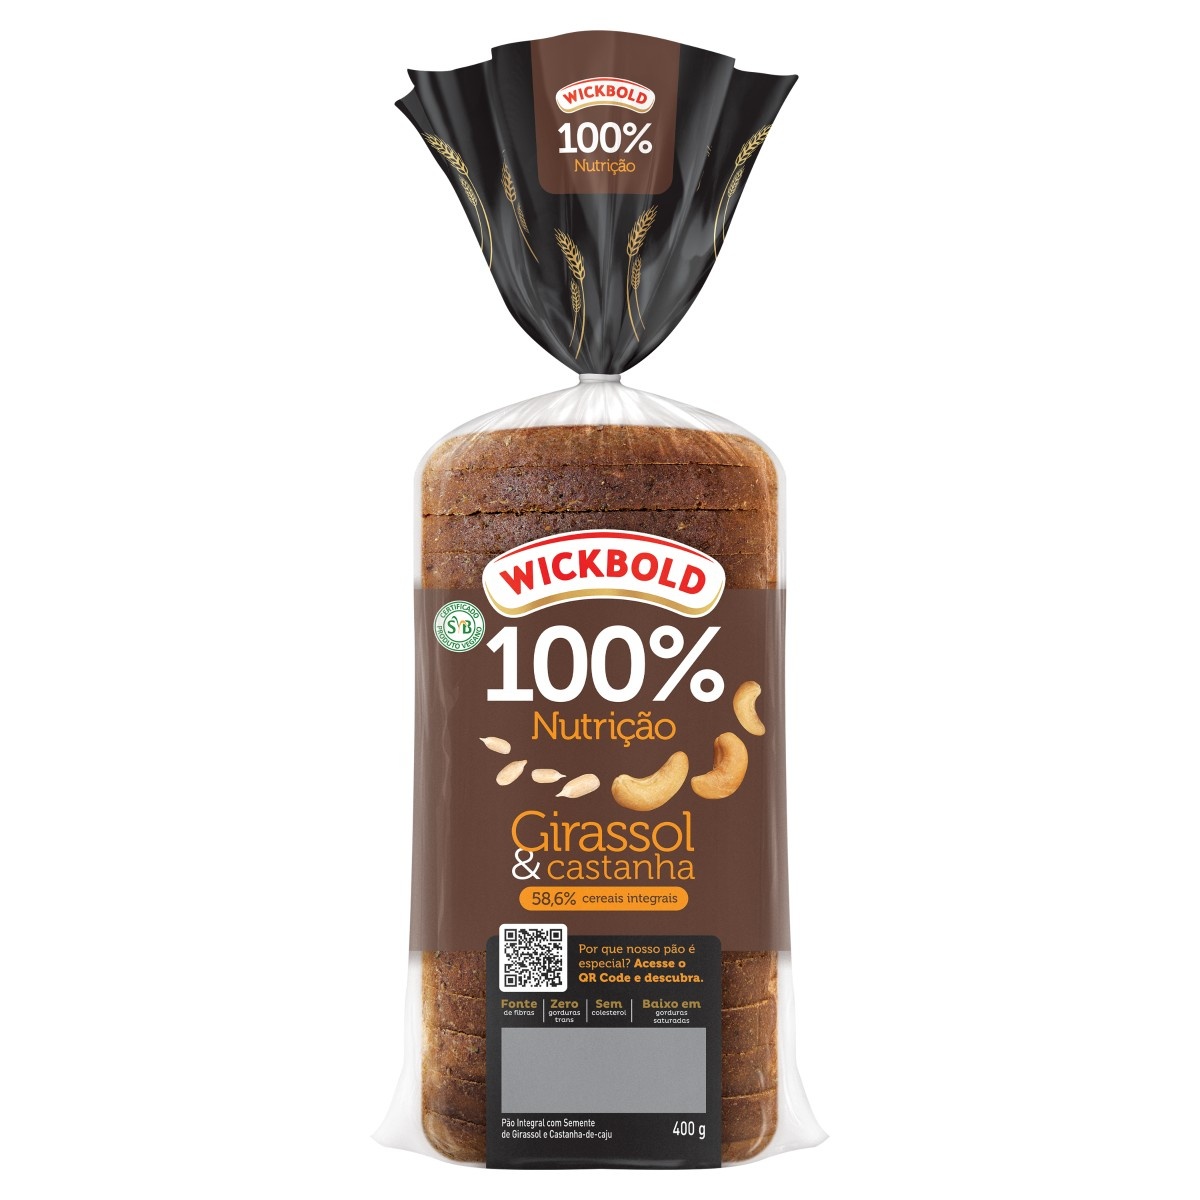 WICKBOLD
100%
Nutrição
WICKBOLD
CERTIFICADO
SVB
PRODUTO VEGANO
100%
Nutrição
Girassol
& castanha
58,6% cereais integrais
Por que nosso pão é
especial? Acesse o
QR Code e descubra.
Fonte
de fibras
Zero
gorduras
trans
Sem
colesterol
Baixo em
gorduras
saturadas
Pão Integral com Semente
de Girassol e Castanha-de-caju
400 g